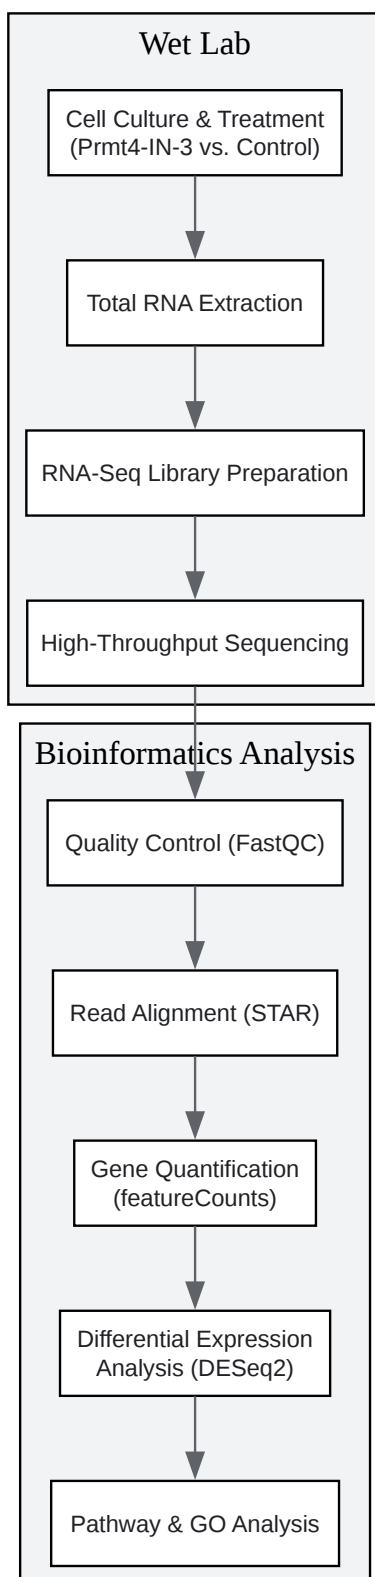 Wet Lab
Cell Culture & Treatment
(Prmt4-IN-3 vs. Control)
Total RNA Extraction
RNA-Seq Library Preparation
High-Throughput Sequencing
Bioinformatics Analysis
Quality Control (FastQC)
Read Alignment (STAR)
Gene Quantification
(featureCounts)
Differential Expression
Analysis (DESeq2)
Pathway & GO Analysis